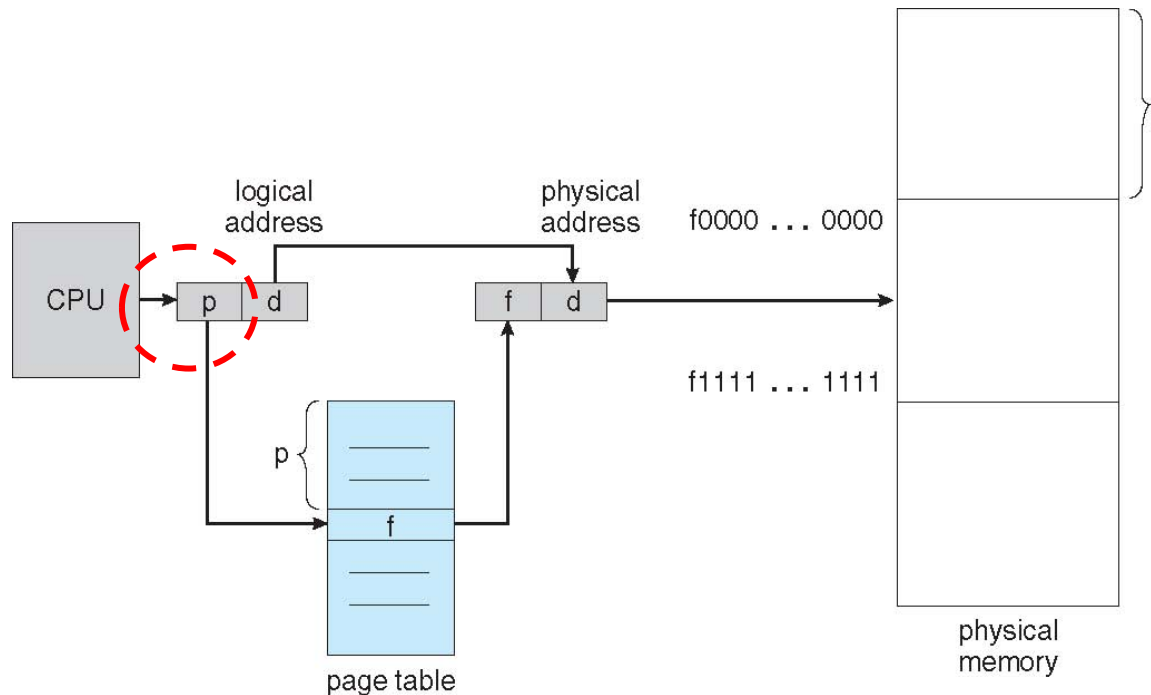 logical
address
physical
address
f0000 ... 0000
CPU
p
d
f
d
f1111 ... 1111
p
f
page table
physical
memory